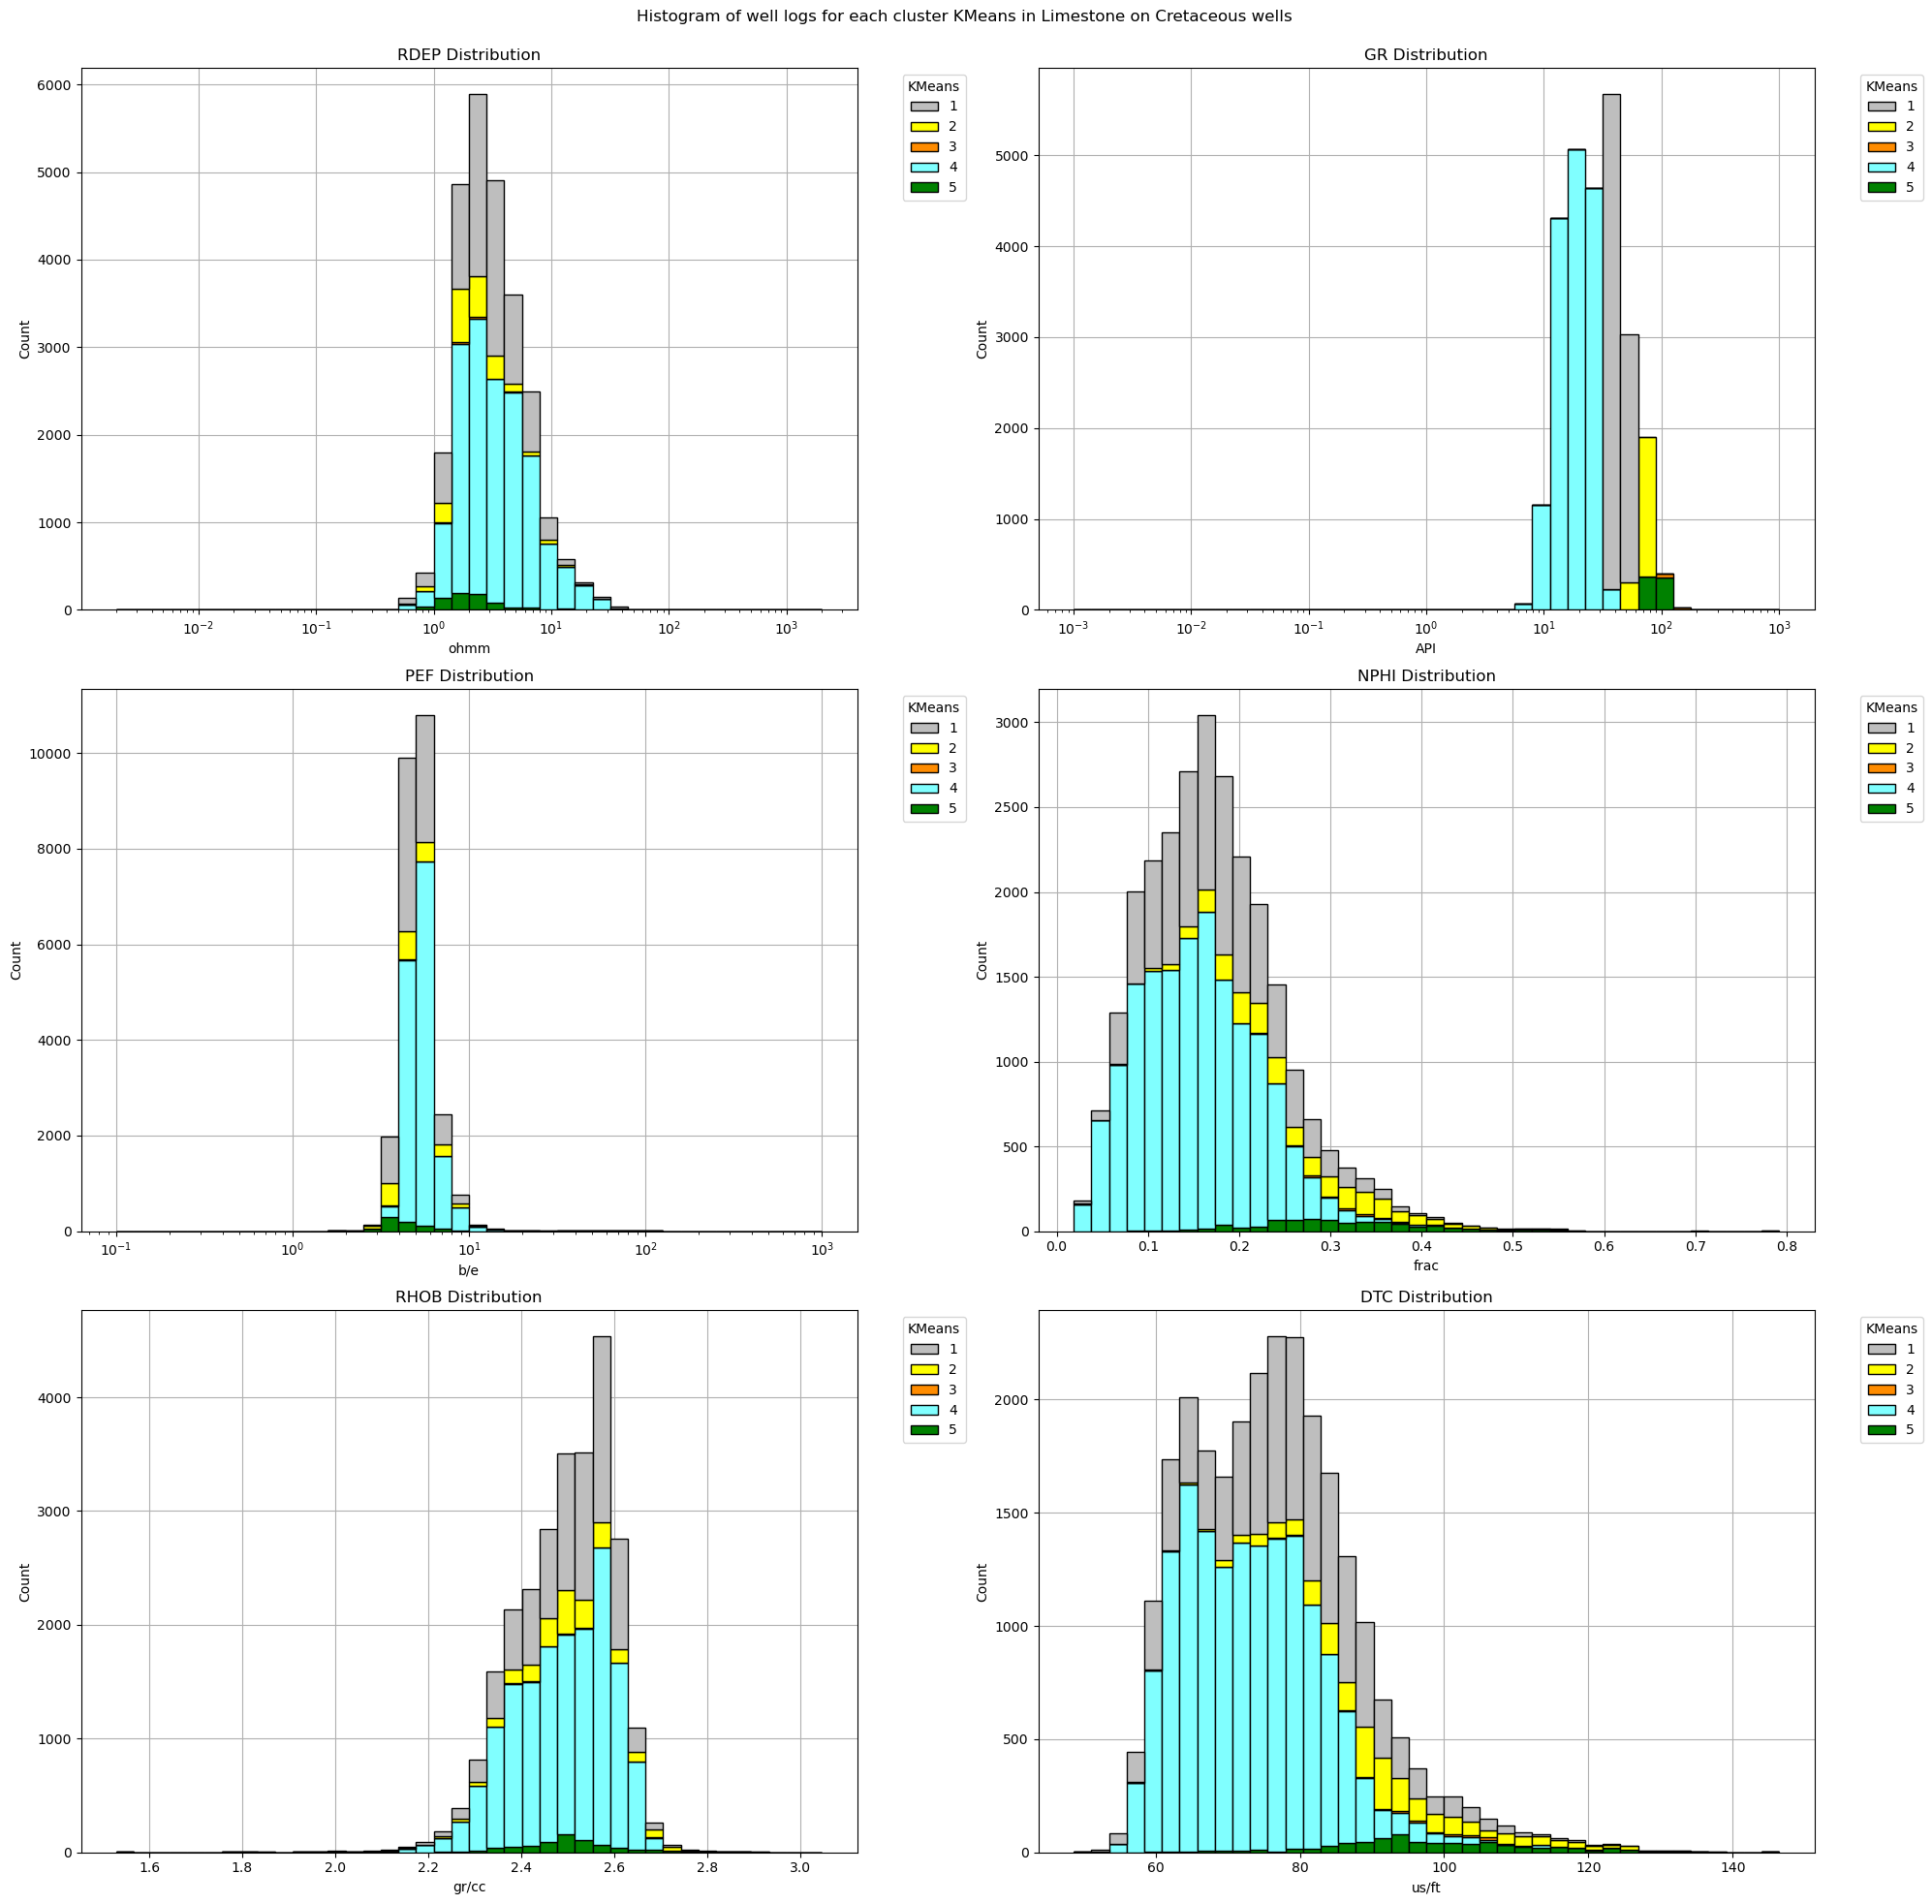 Histogram of well logs for each cluster KMeans in Limestone on Cretaceous wells
RDEP Distribution
6000
5000
4000
3000
2000
1000
0
Count
10⁻² 10⁻¹ 10⁰ 10¹ 10² 10³
ohmm
KMeans
1
2
3
4
5
GR Distribution
5000
4000
3000
2000
1000
0
Count
10⁻³ 10⁻² 10⁻¹ 10⁰ 10¹ 10² 10³
API
KMeans
1
2
3
4
5
PEF Distribution
10000
8000
6000
4000
2000
0
Count
10⁻¹ 10⁰ 10¹ 10² 10³
b/e
KMeans
1
2
3
4
5
NPHI Distribution
3000
2500
2000
1500
1000
500
0
Count
0.0 0.1 0.2 0.3 0.4 0.5 0.6 0.7 0.8
frac
KMeans
1
2
3
4
5
RHOB Distribution
4000
3000
2000
1000
0
Count
1.6 1.8 2.0 2.2 2.4 2.6 2.8 3.0
gr/cc
KMeans
1
2
3
4
5
DTC Distribution
2000
1500
1000
500
0
Count
60 80 100 120 140
us/ft
KMeans
1
2
3
4
5